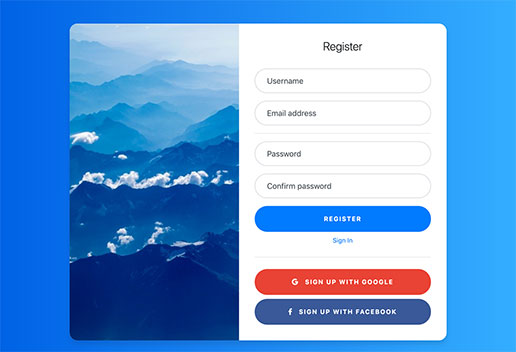 Register
Username
Email address
Password
Confirm password
REGISTER
Sign In
G SIGN UP WITH GOOGLE
f SIGN UP WITH FACEBOOK